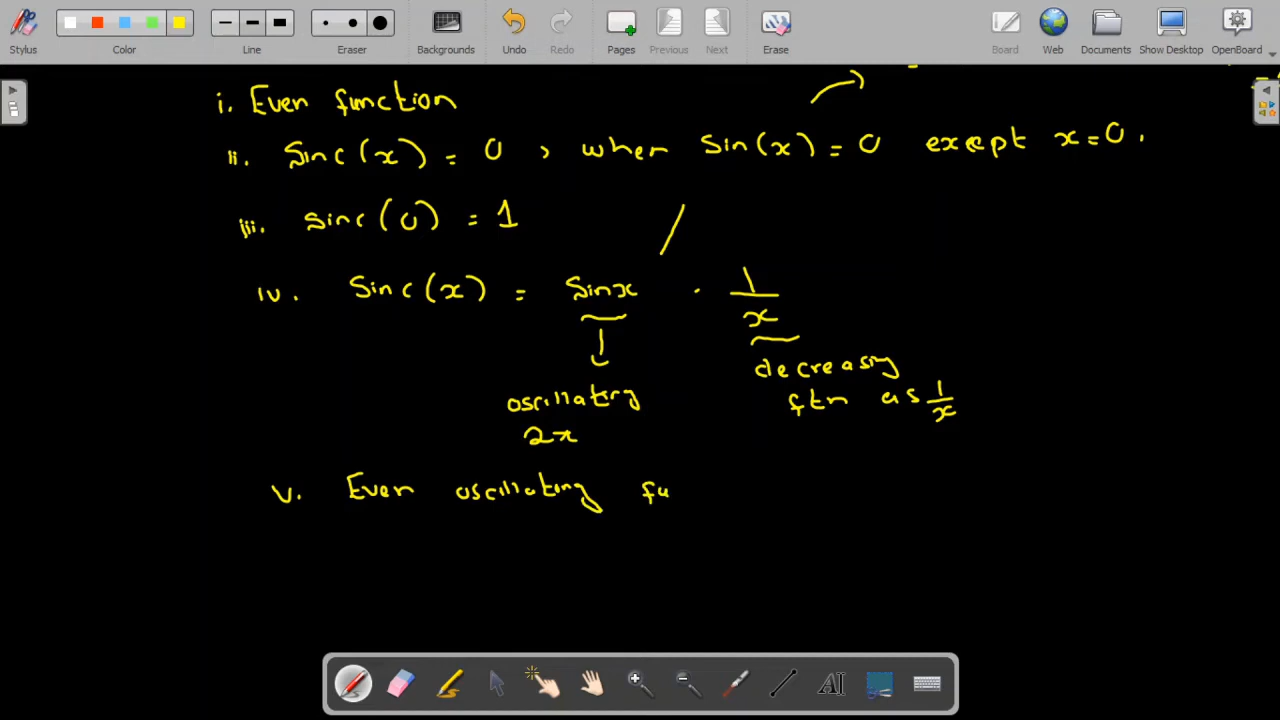 Stylus Color Line Eraser Backgrounds Undo Redo Pages Previous Next Erase Board Web Documents Show Desktop OpenBoard
i. Even function
ii. Sinc(x) = 0 , when Sin(x) = 0 except x=0.
iii. Sinc(0) = 1
iv. Sinc(x) = Sinx · 1/x
decreasing
oscillating ftn as 1/x
2π
v. Even oscillating fu